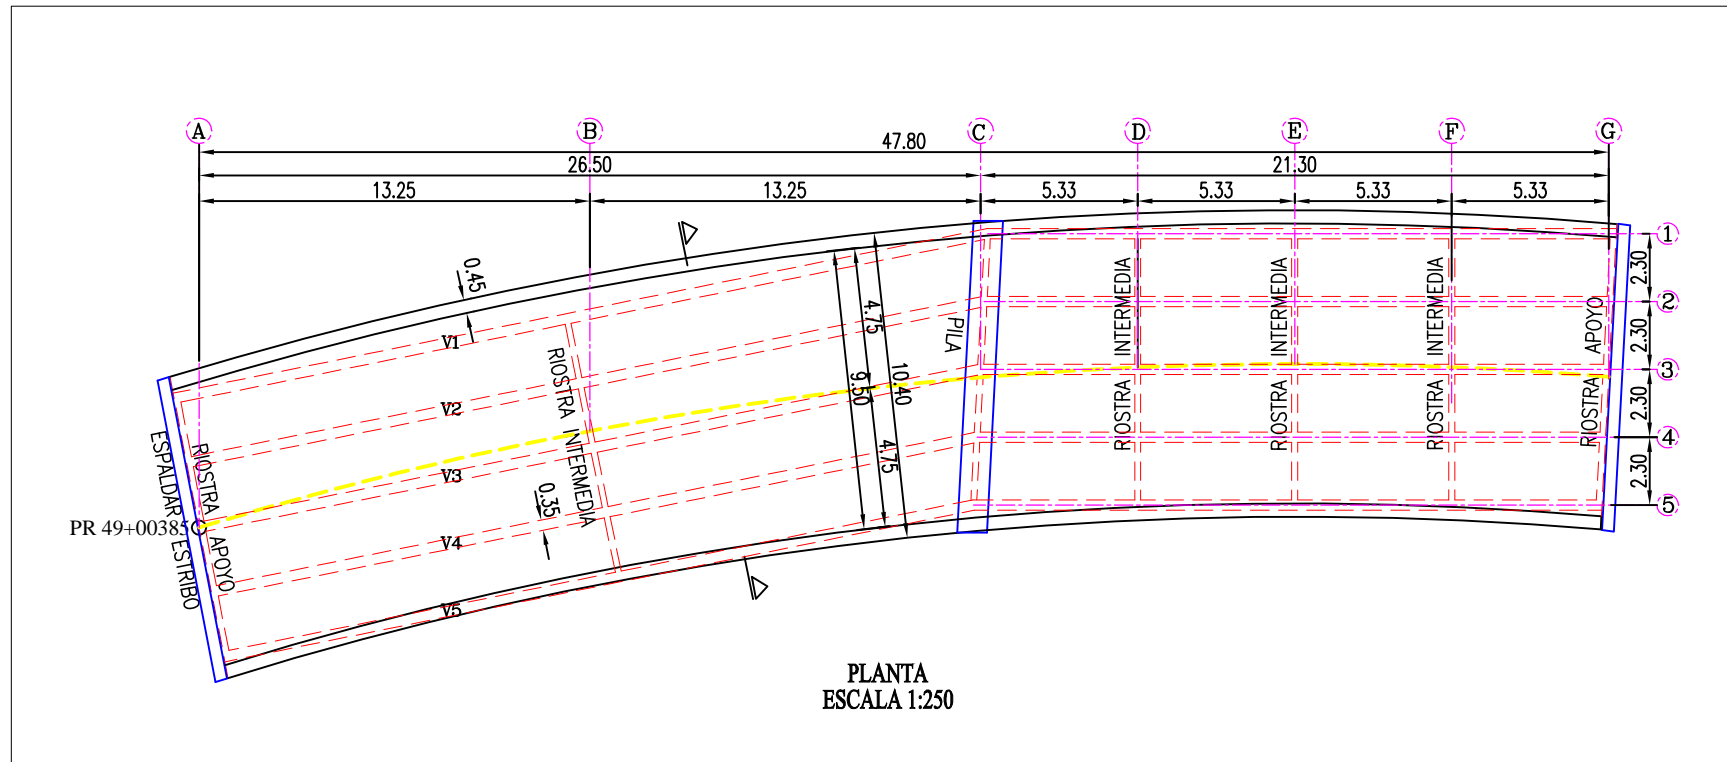 A B C D E F G
47.80
26.50 21.30
13.25 13.25 5.33 5.33 5.33 5.33
1
2
3
4
5
2.30
2.30
2.30
2.30
0.45
V1
V2
V3
V4
V5
0.35
4.75
9.50
10.40
4.75
PILA
RIOSTRA INTERMEDIA
RIOSTRA INTERMEDIA
RIOSTRA INTERMEDIA
RIOSTRA INTERMEDIA
RIOSTRA APOYO
RIOSTRA APOYO
ESPALDAR ESTRIBO
PR 49+00385
PLANTA
ESCALA 1:250